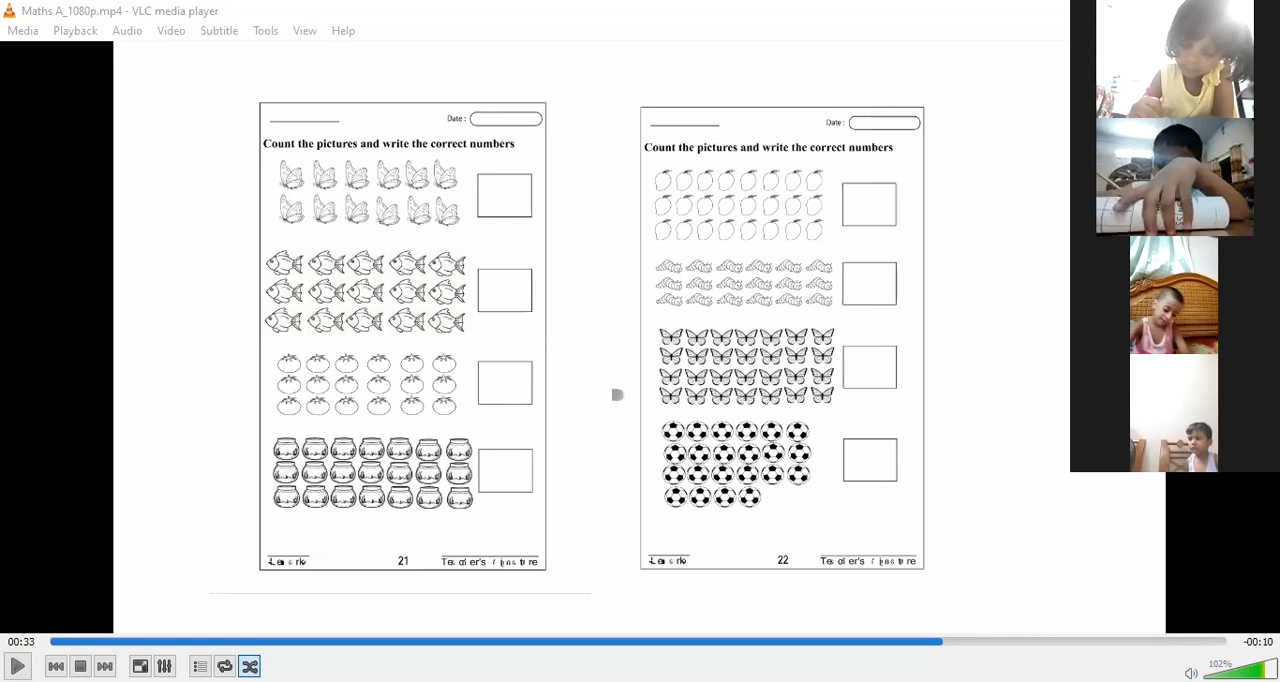 Maths A_1080p.mp4 - VLC media player
Media Playback Audio Video Subtitle Tools View Help
Date :
Count the pictures and write the correct numbers
21
Date :
Count the pictures and write the correct numbers
22
00:33
-00:10
102%